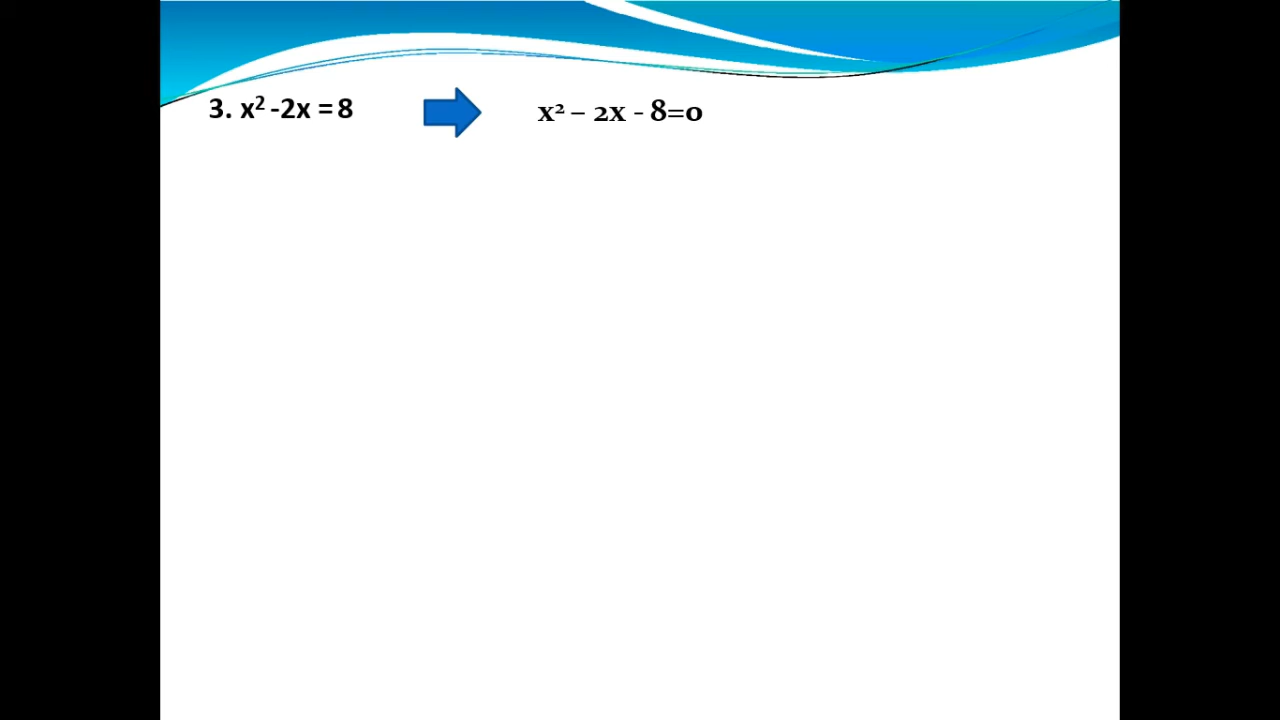 3. x² -2x = 8 x² – 2x - 8=0